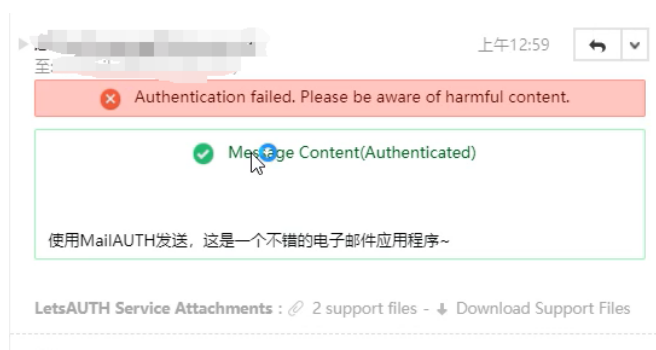 上午12:59
至:
Authentication failed. Please be aware of harmful content.
Message Content(Authenticated)
使用MailAUTH发送，这是一个不错的电子邮件应用程序~
LetsAUTH Service Attachments : 2 support files - Download Support Files